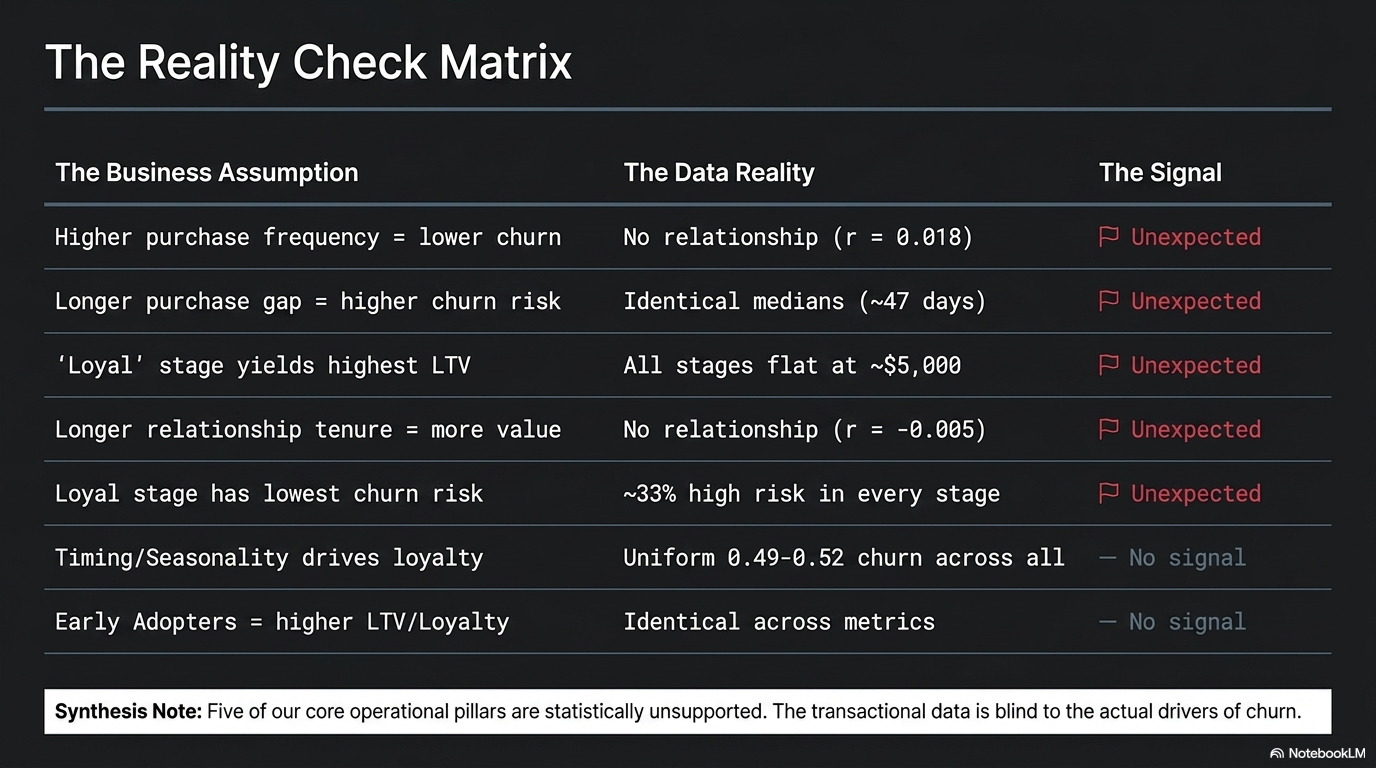 The Reality Check Matrix
The Business Assumption The Data Reality The Signal
Higher purchase frequency = lower churn No relationship (r = 0.018) Unexpected
Longer purchase gap = higher churn risk Identical medians (~47 days) Unexpected
‘Loyal’ stage yields highest LTV All stages flat at ~$5,000 Unexpected
Longer relationship tenure = more value No relationship (r = -0.005) Unexpected
Loyal stage has lowest churn risk ~33% high risk in every stage Unexpected
Timing/Seasonality drives loyalty Uniform 0.49-0.52 churn across all — No signal
Early Adopters = higher LTV/Loyalty Identical across metrics — No signal
Synthesis Note: Five of our core operational pillars are statistically unsupported. The transactional data is blind to the actual drivers of churn.
NotebookLM